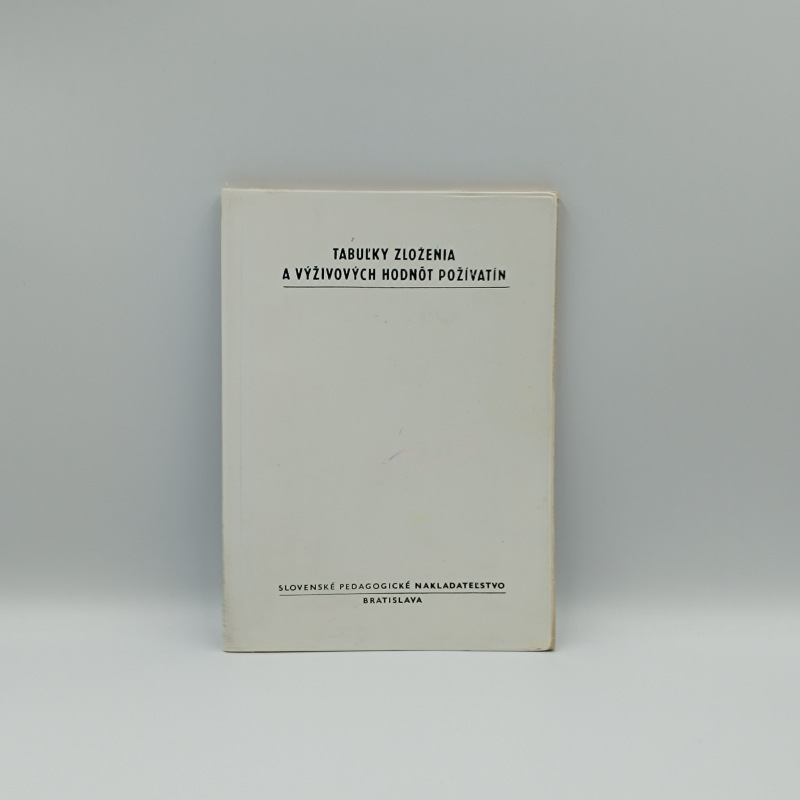 TABUĽKY ZLOŽENIA
A VÝŽIVOVÝCH HODNÔT POŽÍVATÍN
SLOVENSKÉ PEDAGOGICKÉ NAKLADATEĽSTVO
BRATISLAVA